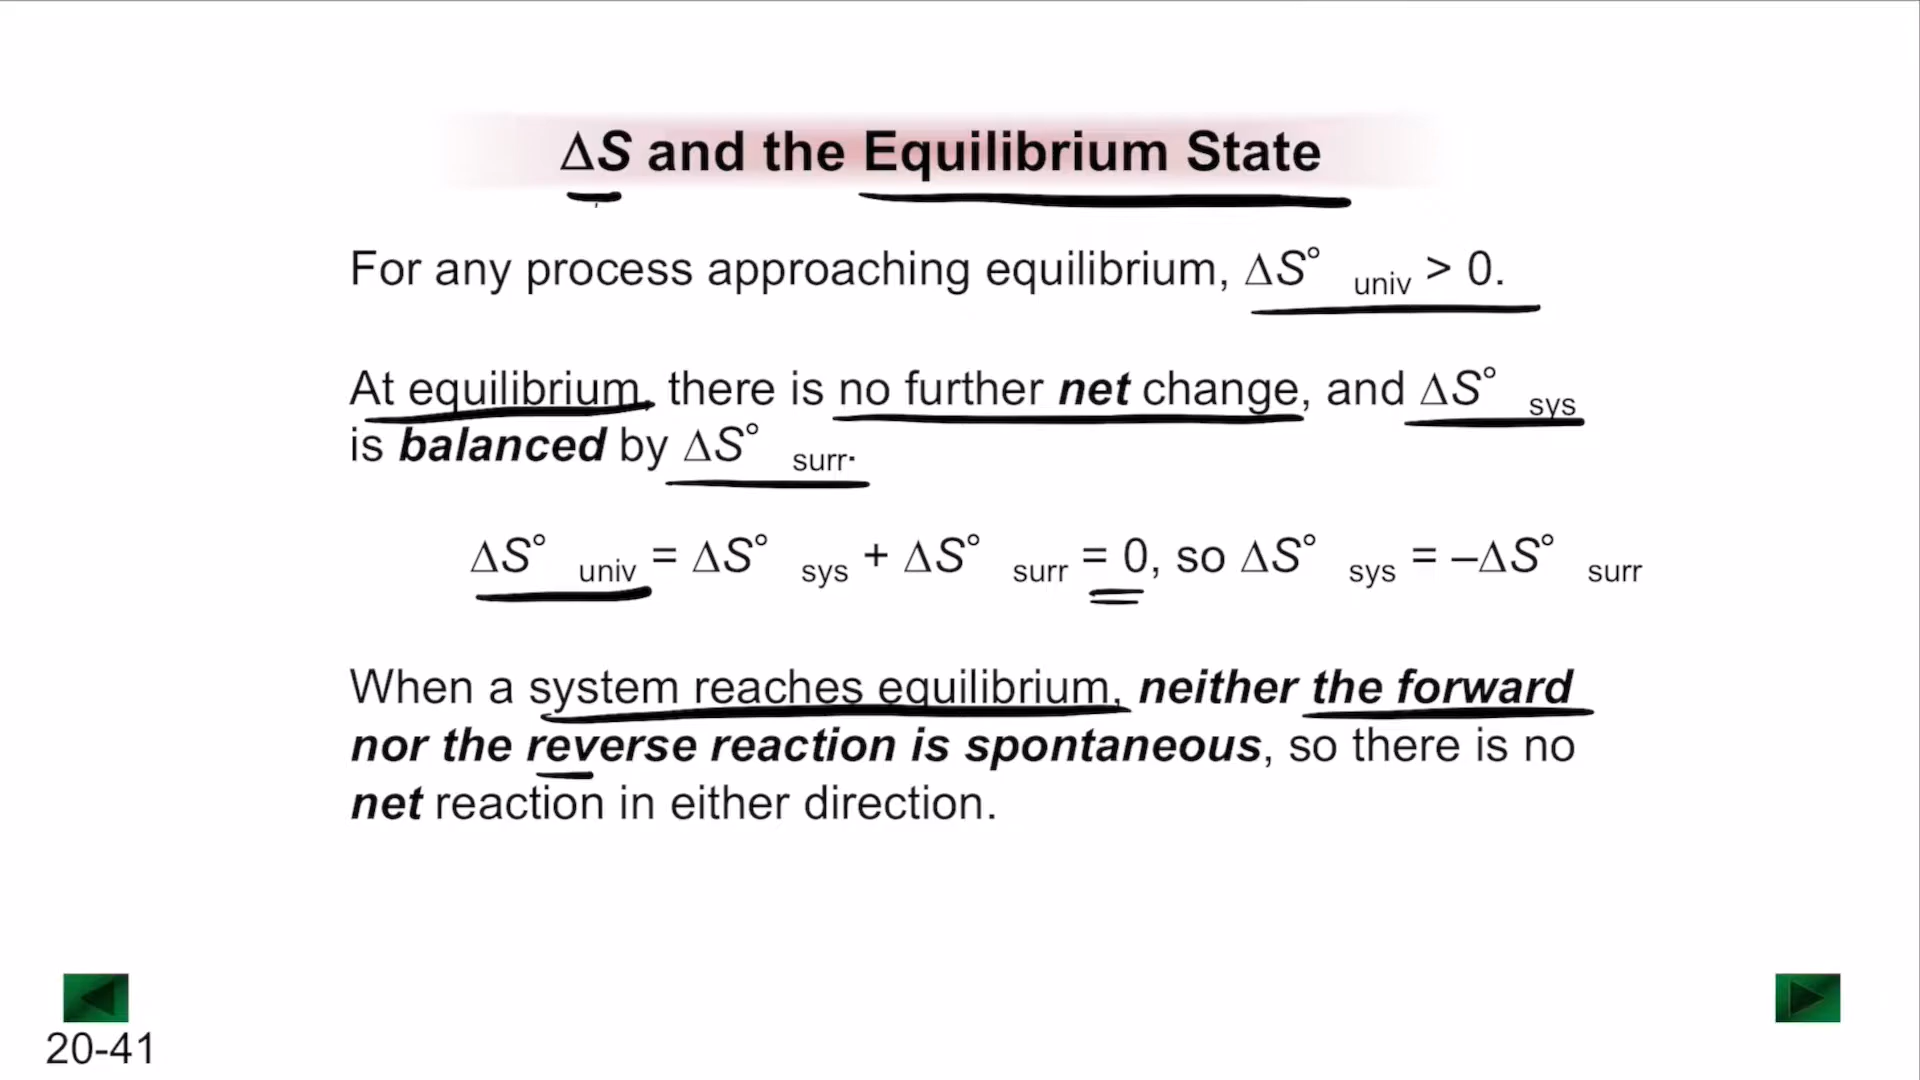 ΔS and the Equilibrium State
For any process approaching equilibrium, ΔS° univ > 0.
At equilibrium, there is no further net change, and ΔS° sys
is balanced by ΔS° surr.
ΔS° univ = ΔS° sys + ΔS° surr = 0, so ΔS° sys = –ΔS° surr
When a system reaches equilibrium, neither the forward
nor the reverse reaction is spontaneous, so there is no
net reaction in either direction.
20-41